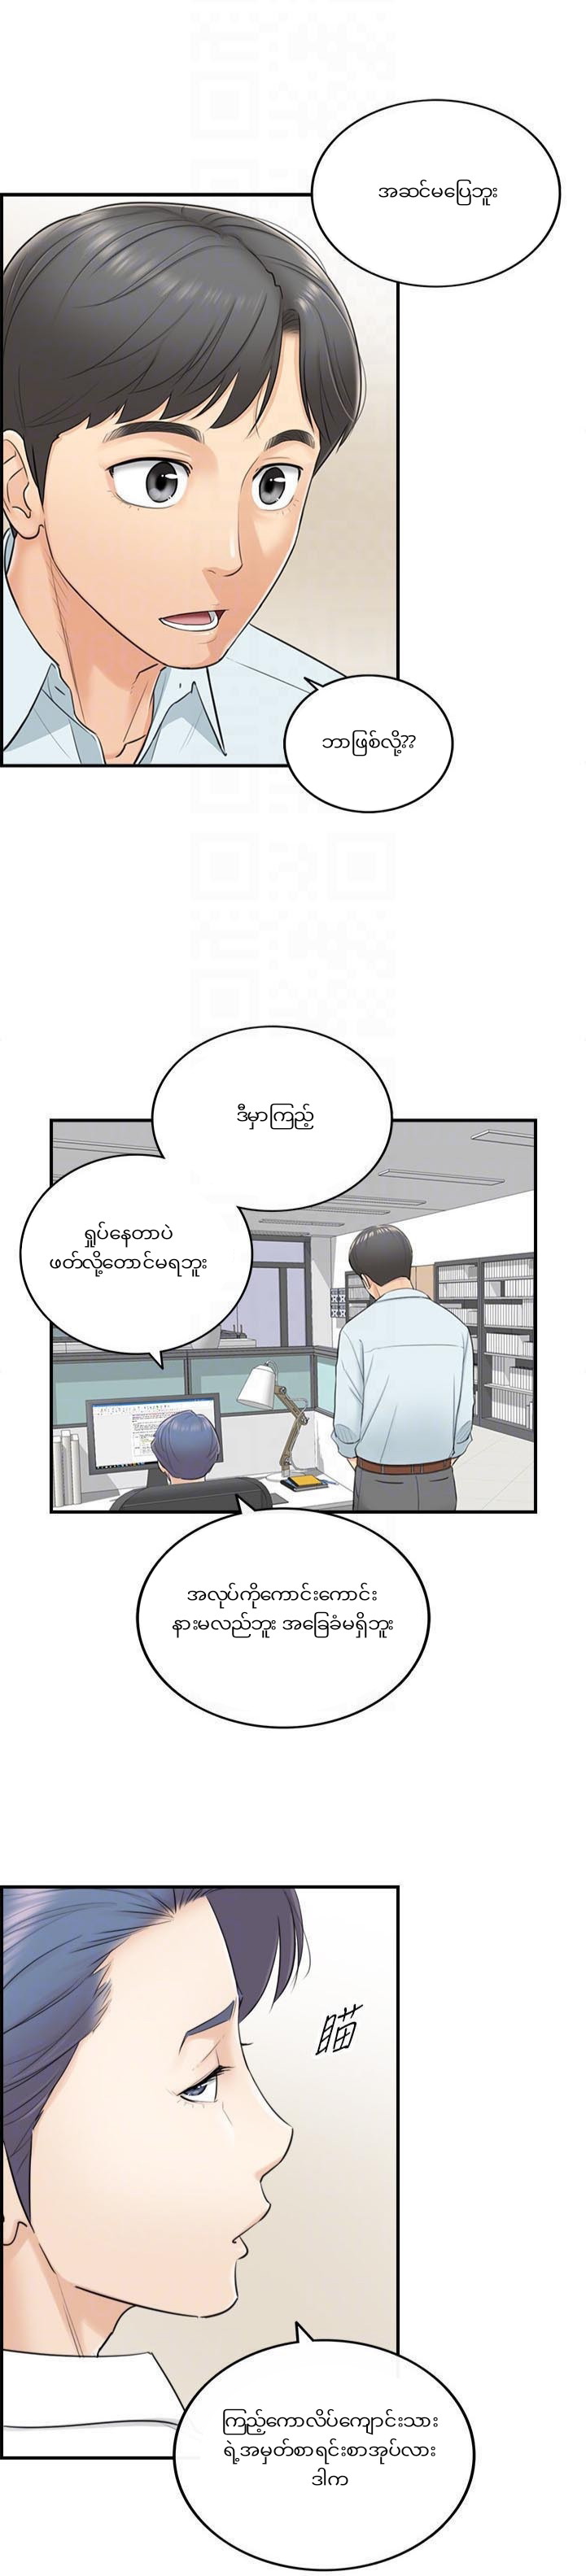 အဆင်မပြေဘူး
ဘာဖြစ်လို့??
ဒီမှာကြည့်
ရှုပ်နေတာပဲ
ဖတ်လို့တောင်မရဘူး
အလုပ်ကိုကောင်းကောင်း
နားမလည်ဘူး အခြေခံမရှိဘူး
瞄
ကြည့်ကောလိပ်ကျောင်းသား
ရဲ့အမှတ်စာရင်းစာအုပ်လား
ဒါက